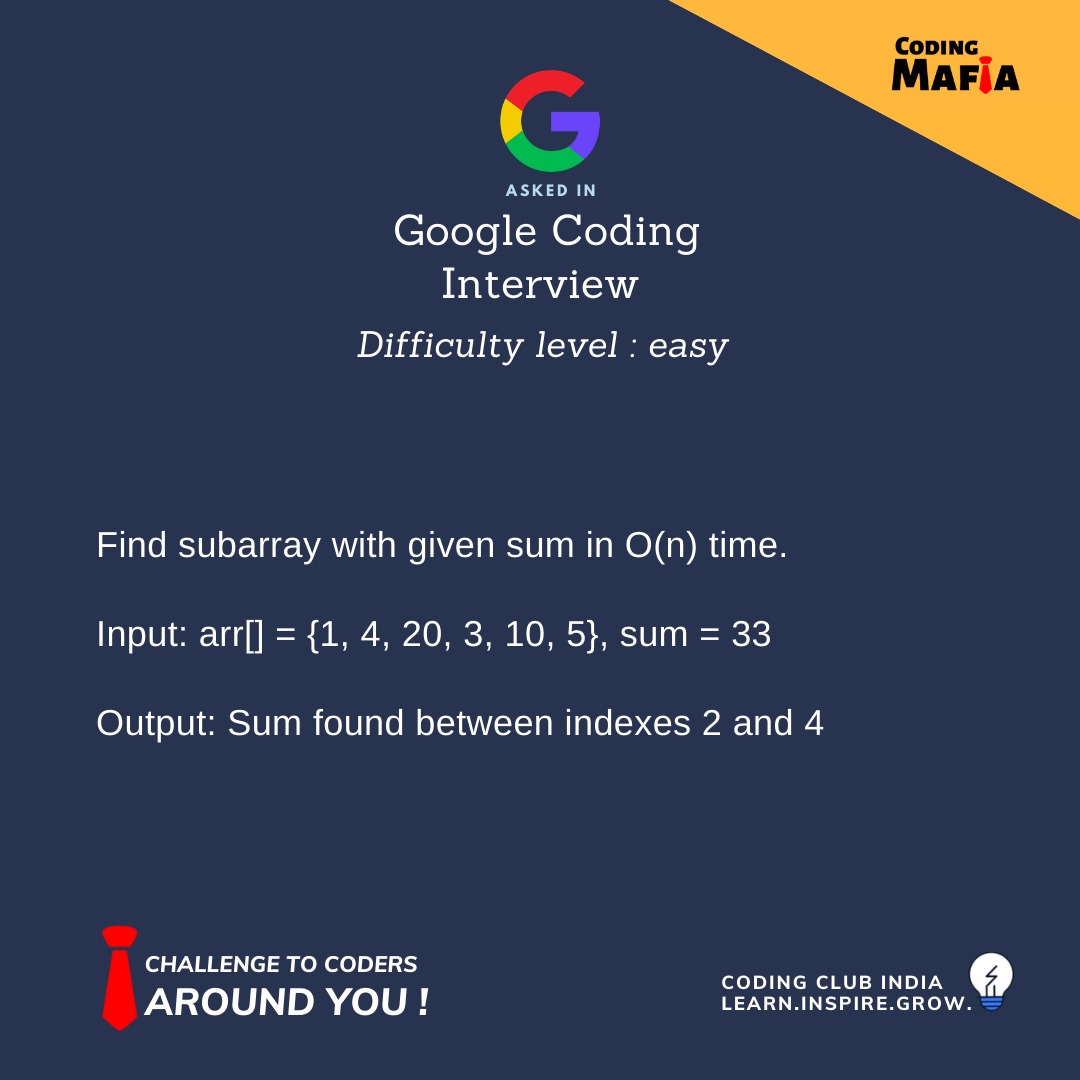 CODING
MAFIA
ASKED IN
Google Coding
Interview
Difficulty level : easy
Find subarray with given sum in O(n) time.
Input: arr[] = {1, 4, 20, 3, 10, 5}, sum = 33
Output: Sum found between indexes 2 and 4
CHALLENGE TO CODERS
AROUND YOU !
CODING CLUB INDIA
LEARN.INSPIRE.GROW.